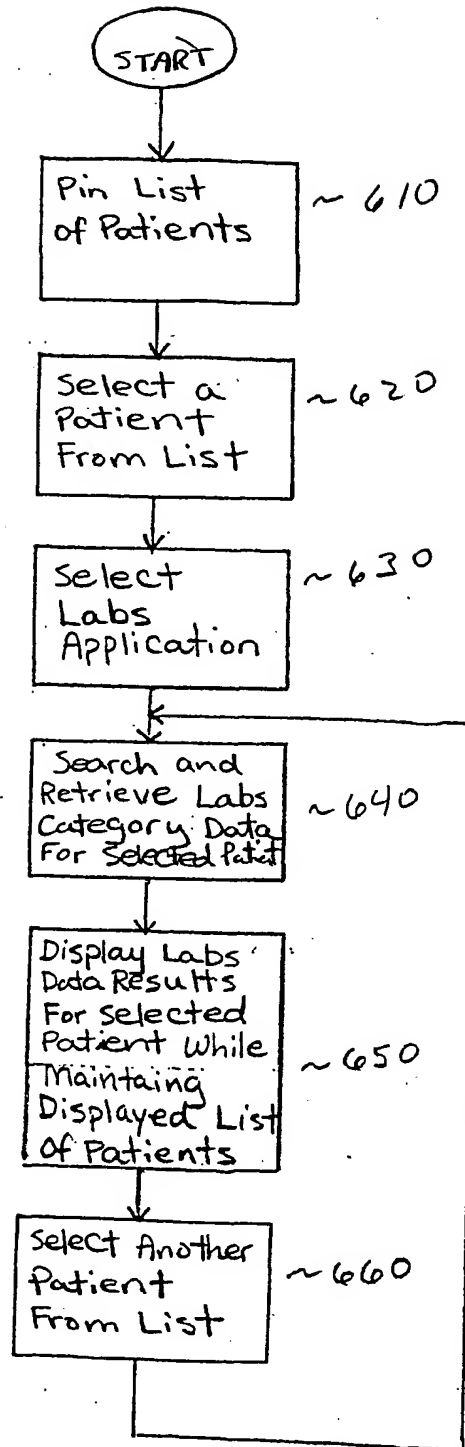 START
Pin List
of Patients
~ 610
Select a
Patient
From List
~ 620
Select
Labs
Application
~ 630
Search and
Retrieve Labs
Category Data
For Selected Patiet
~640
Display Labs
Data Results
For Selected
Patient While
Maintaing
Displayed List
Of Patients
~650
Select Another
Patient
From List
~660